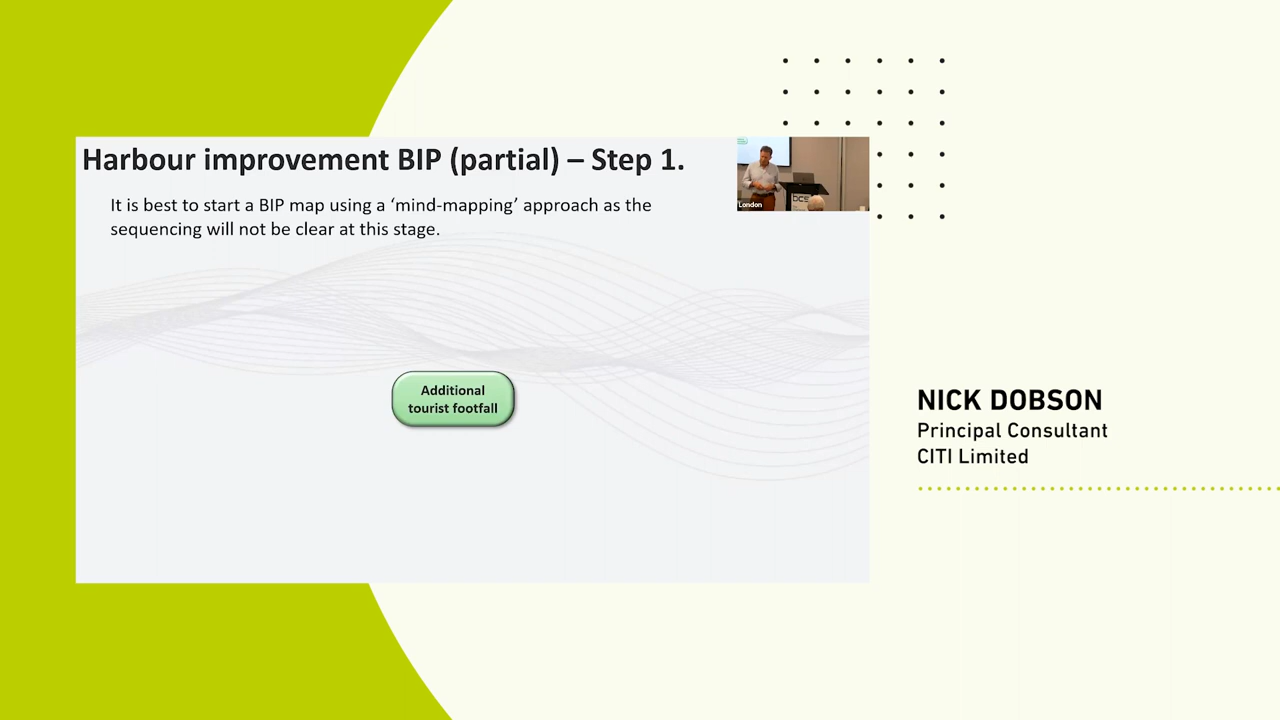 Harbour improvement BIP (partial) – Step 1.
It is best to start a BIP map using a ‘mind-mapping’ approach as the
sequencing will not be clear at this stage.
London
Additional
tourist footfall
NICK DOBSON
Principal Consultant
CITI Limited